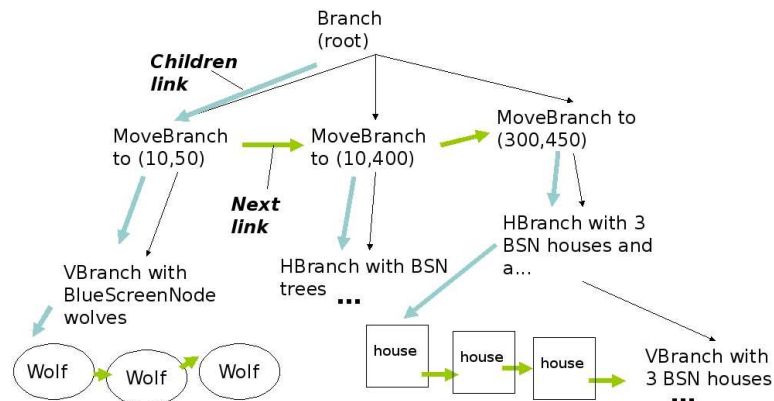 Branch
(root)
Children
link
MoveBranch
to (10,50)
MoveBranch
to (10,400)
MoveBranch to
(300,450)
Next
link
VBranch with
BlueScreenNode
wolves
HBranch with BSN
trees ...
HBranch with 3
BSN houses and
a...
Wolf
Wolf
Wolf
house
house
house
VBranch with
3 BSN houses
...